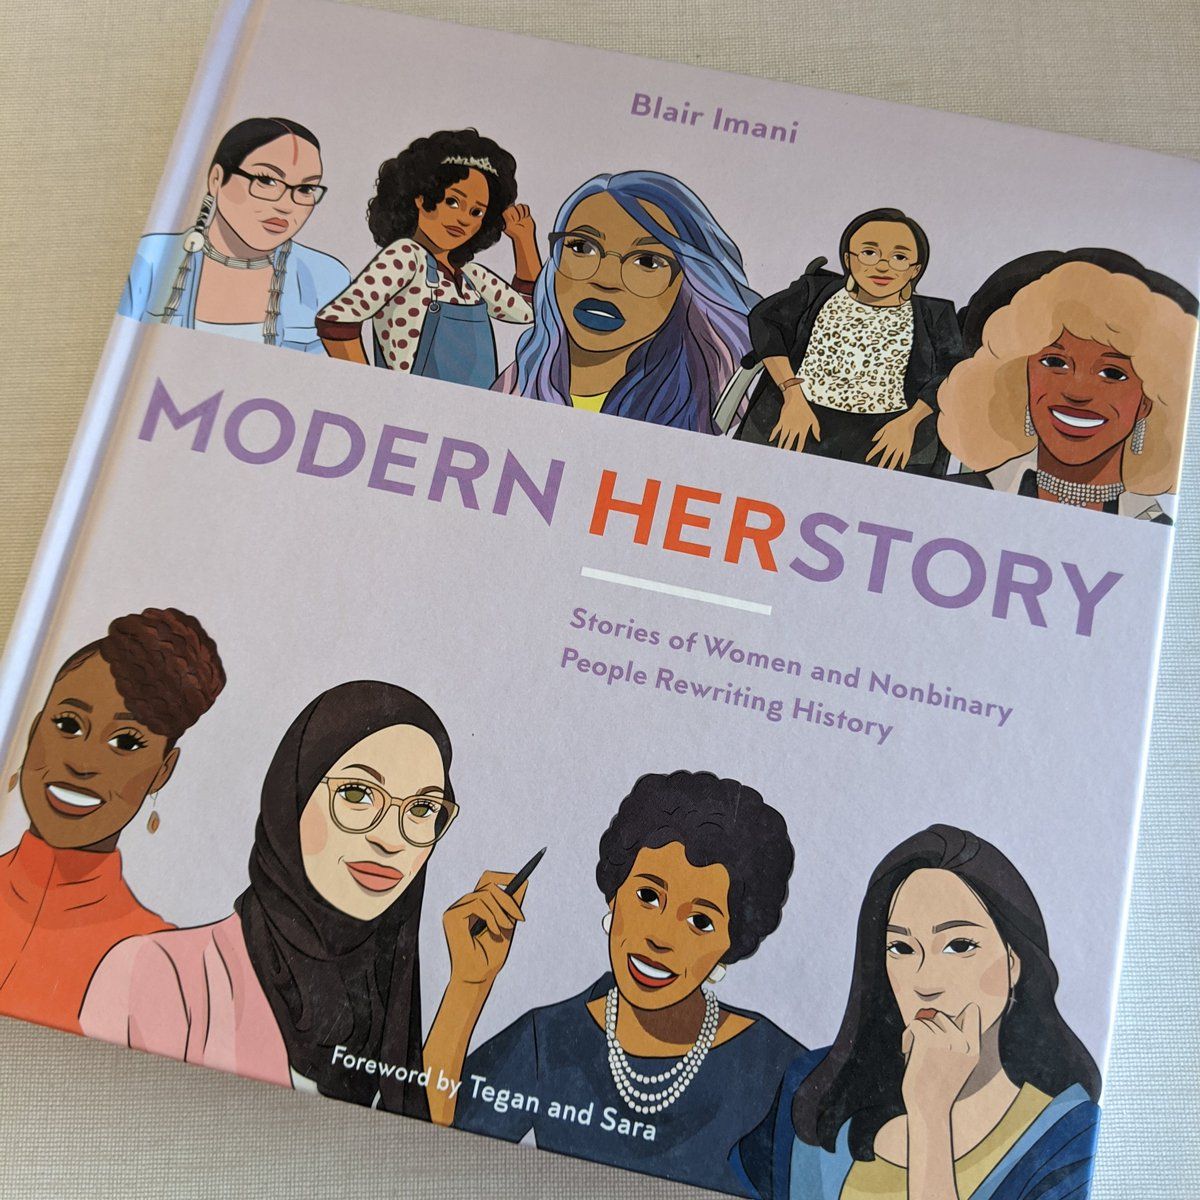 Blair Imani
MODERN HERSTORY
Stories of Women and Nonbinary
People Rewriting History
Foreword by Tegan and Sara